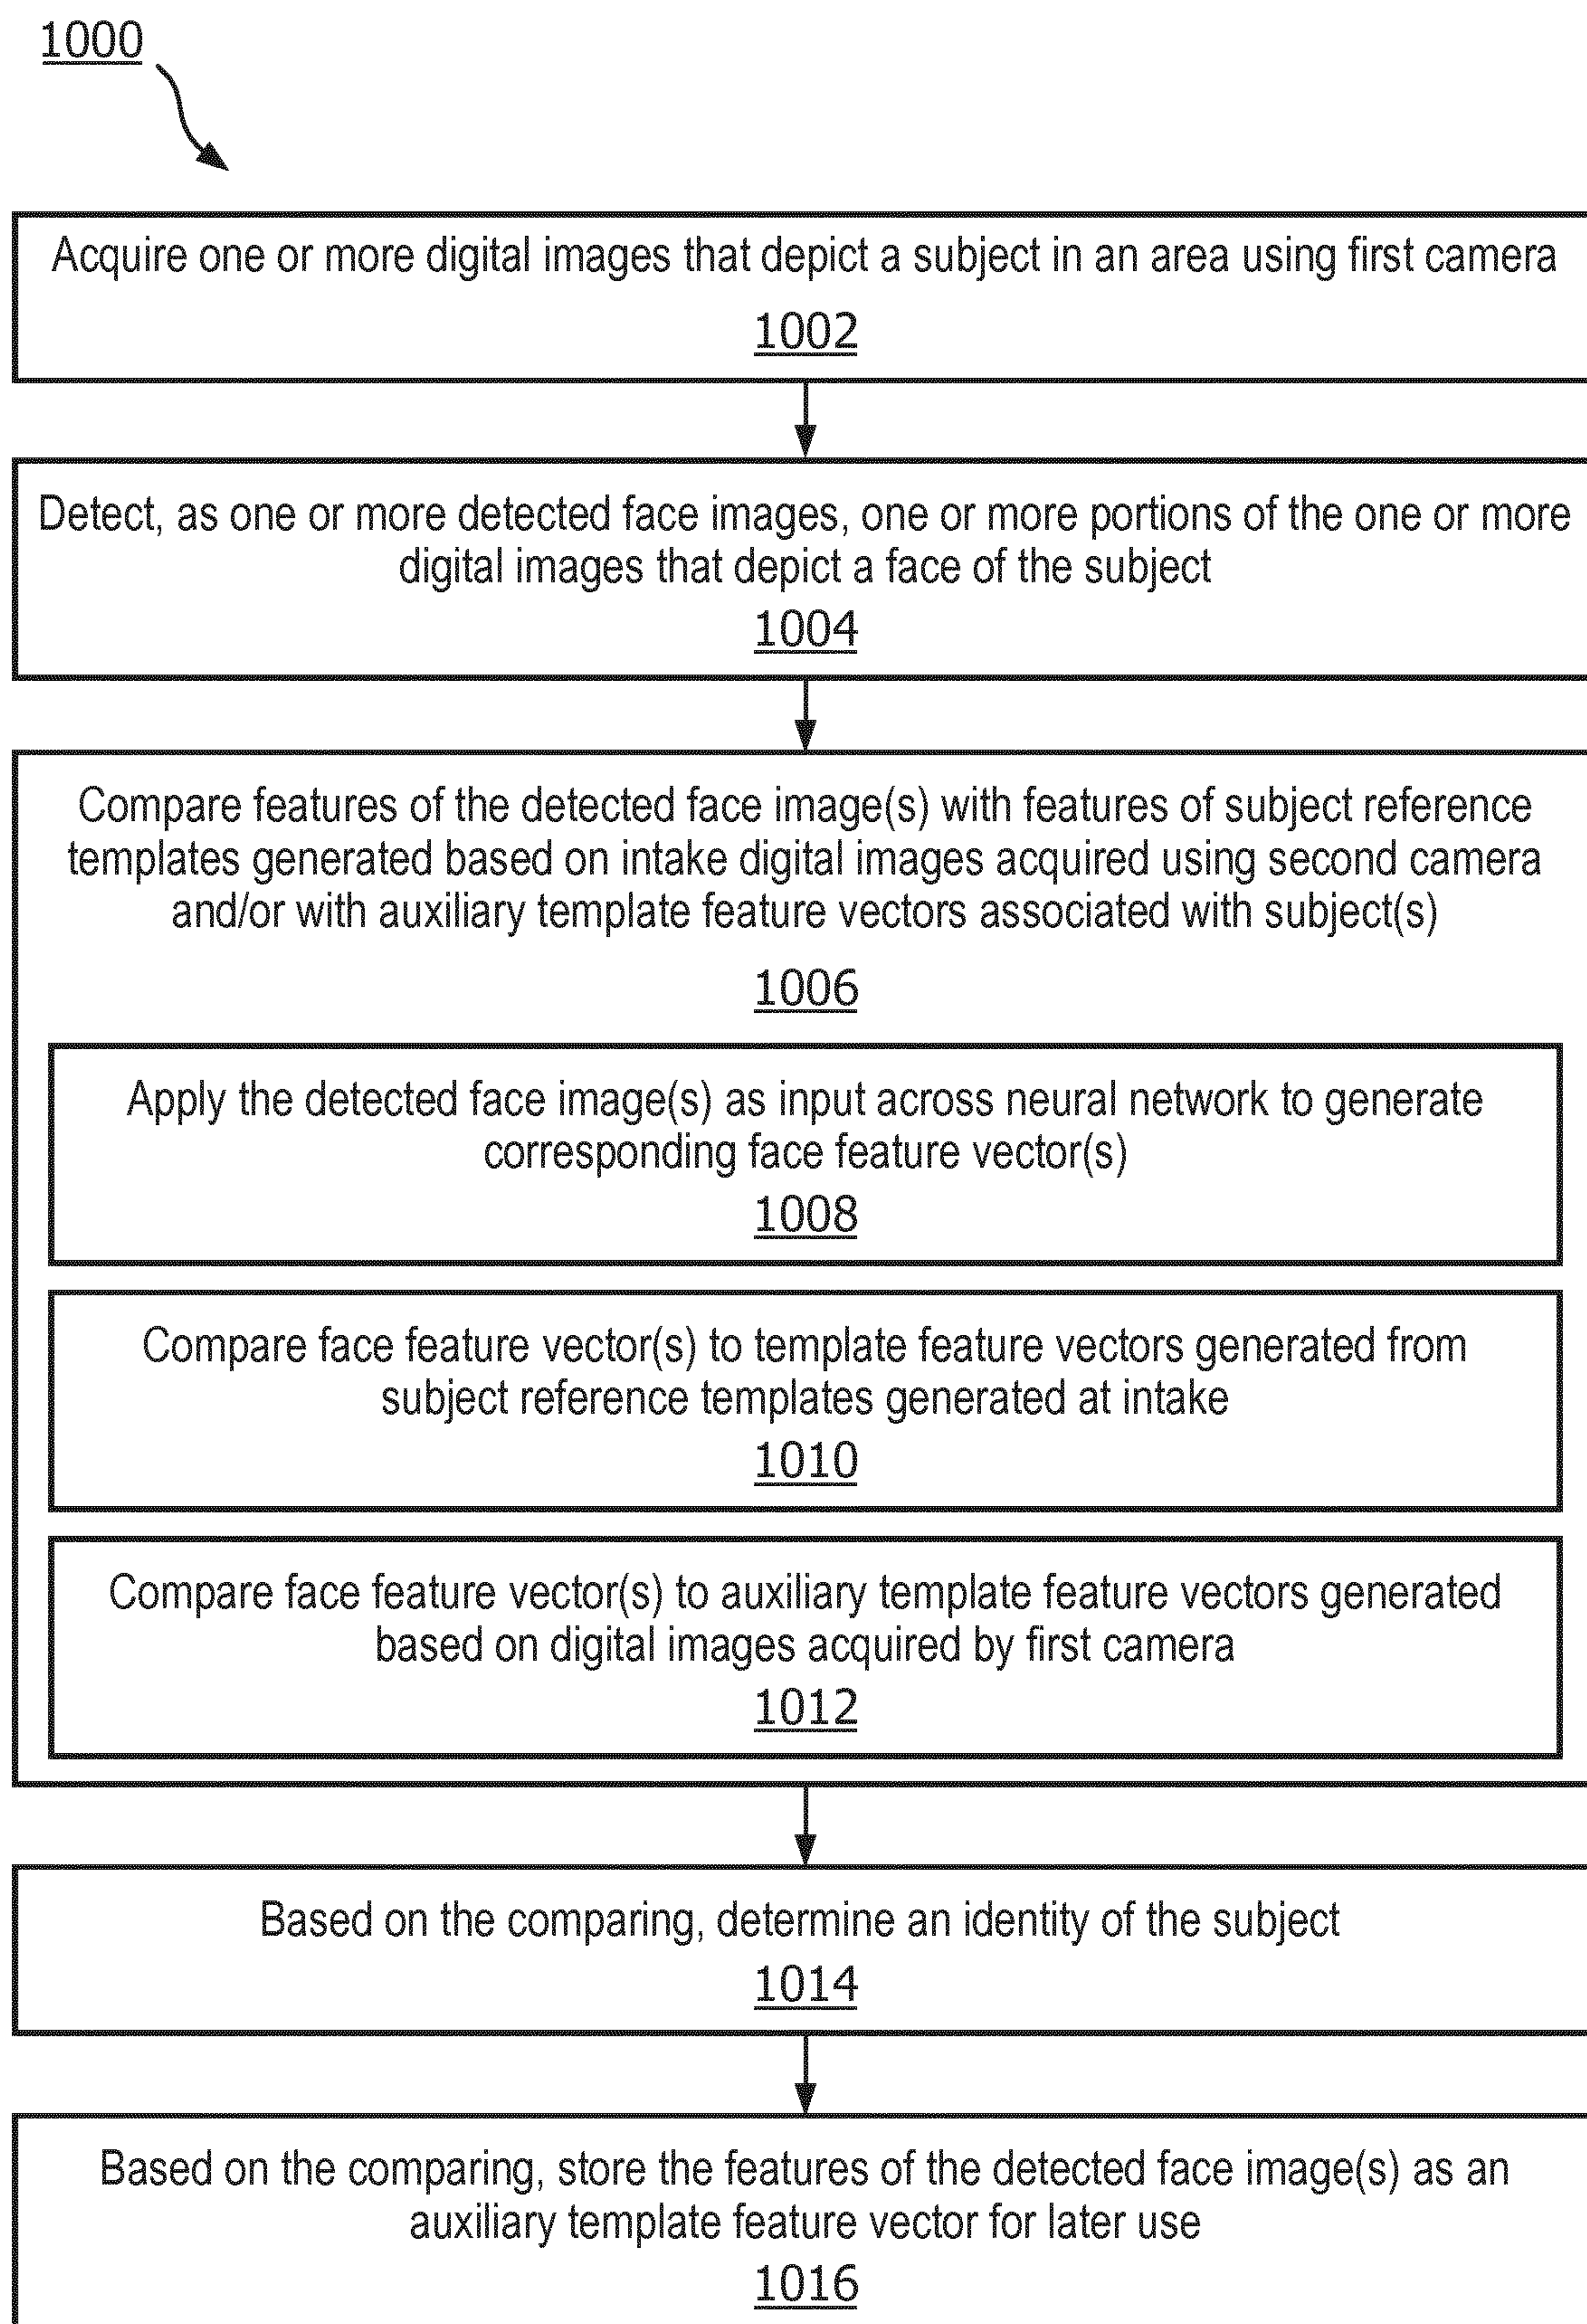 1000
Acquire one or more digital images that depict a subject in an area using first camera
1002
Detect, as one or more detected face images, one or more portions of the one or more
digital images that depict a face of the subject
1004
Compare features of the detected face image(s) with features of subject reference
templates generated based on intake digital images acquired using second camera
and/or with auxiliary template feature vectors associated with subject(s)
1006
Apply the detected face image(s) as input across neural network to generate
corresponding face feature vector(s)
1008
Compare face feature vector(s) to template feature vectors generated from
subject reference templates generated at intake
1010
Compare face feature vector(s) to auxiliary template feature vectors generated
based on digital images acquired by first camera
1012
Based on the comparing, determine an identity of the subject
1014
Based on the comparing, store the features of the detected face image(s) as an
auxiliary template feature vector for later use
1016